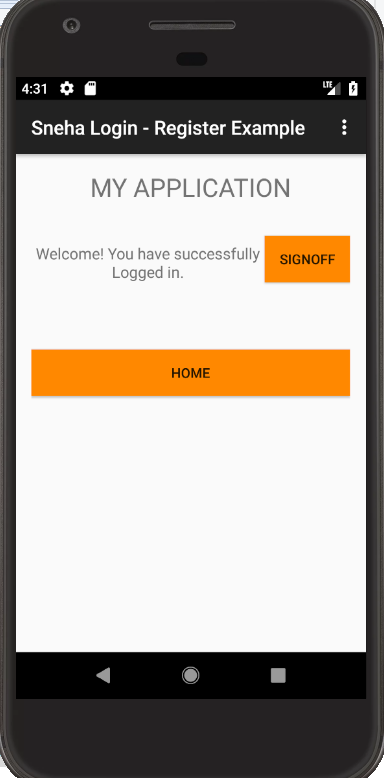 4:31 LTE
Sneha Login - Register Example
MY APPLICATION
Welcome! You have successfully
Logged in.
SIGNOFF
HOME